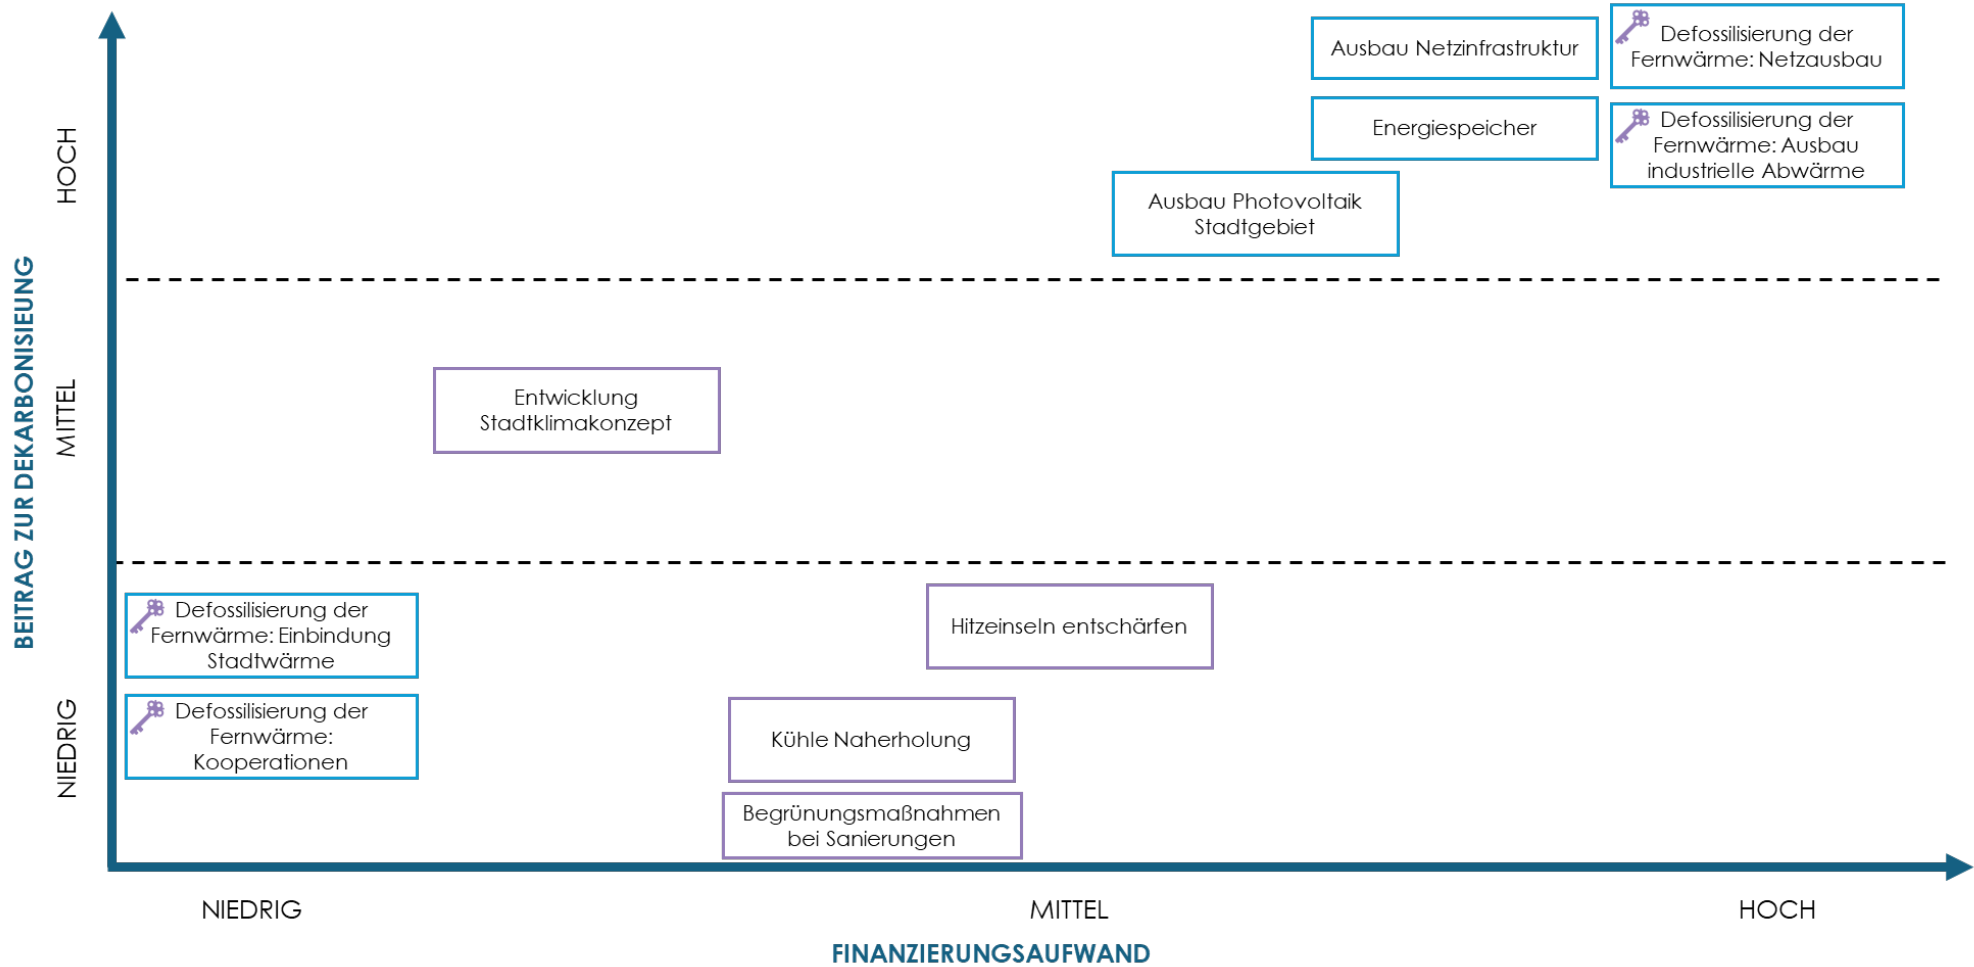 BEITRAG ZUR DEKARBONISIEUNG
HOCH
MITTEL
NIEDRIG
Ausbau Netzinfrastruktur
Defossilisierung der
Fernwärme: Netzausbau
Energiespeicher
Defossilisierung der
Fernwärme: Ausbau
industrielle Abwärme
Ausbau Photovoltaik
Stadtgebiet
Entwicklung
Stadtklimakonzept
Defossilisierung der
Fernwärme: Einbindung
Stadtwärme
Hitzeinseln entschärfen
Defossilisierung der
Fernwärme:
Kooperationen
Kühle Naherholung
Begrünungsmaßnahmen
bei Sanierungen
NIEDRIG
MITTEL
HOCH
FINANZIERUNGSAUFWAND